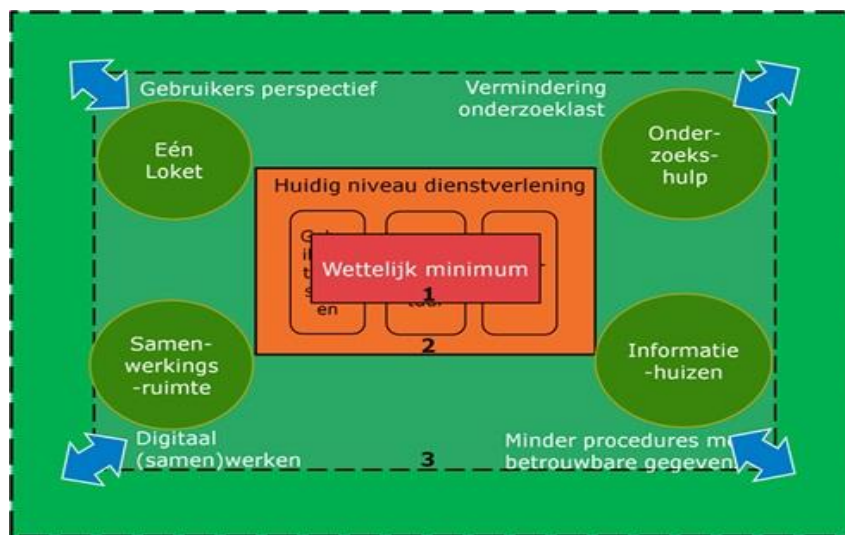 Gebruikers perspectief
Vermindering
onderzoeklast
Eén
Loket
Onder-
zoeks-
hulp
Huidig niveau dienstverlening
Wettelijk minimum
1
en
2
Samen-
werkings
-ruimte
Informatie
-huizen
Digitaal
(samen)werken
3
Minder procedures
betrouwbare